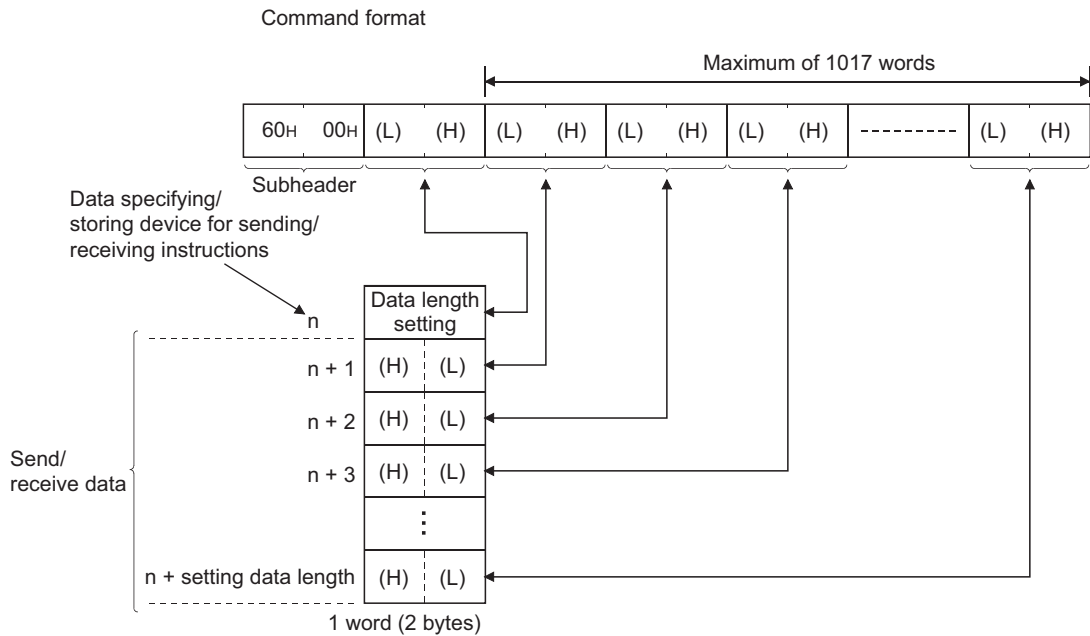 Command format
Maximum of 1017 words
60H 00H (L) (H) (L) (H) (L) (H) (L) (H) (L) (H)
Subheader
Data specifying/
storing device for sending/
receiving instructions
Data length
setting
n
n + 1 (H) (L)
n + 2 (H) (L)
n + 3 (H) (L)
Send/
receive data
n + setting data length (H) (L)
1 word (2 bytes)